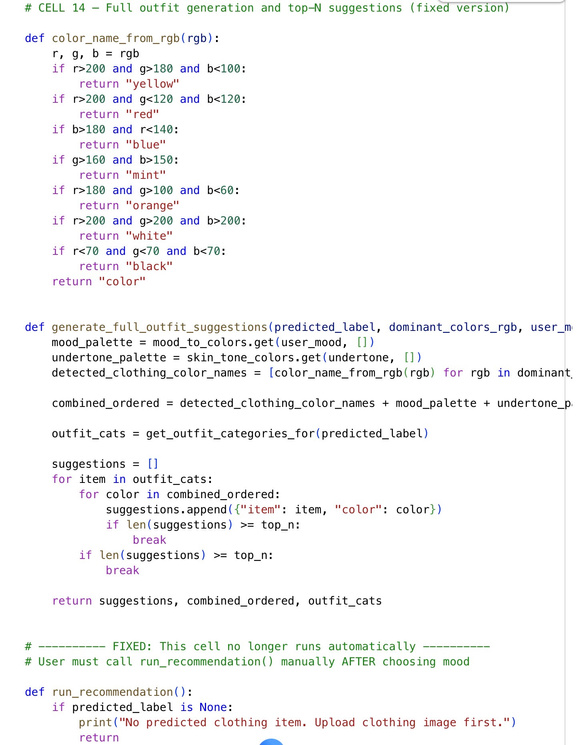 # CELL 14 — Full outfit generation and top-N suggestions (fixed version)
def color_name_from_rgb(rgb):
    r, g, b = rgb
    if r>200 and g>180 and b<100:
        return "yellow"
    if r>200 and g<120 and b<120:
        return "red"
    if b>180 and r<140:
        return "blue"
    if g>160 and b>150:
        return "mint"
    if r>180 and g>100 and b<60:
        return "orange"
    if r>200 and g>200 and b>200:
        return "white"
    if r<70 and g<70 and b<70:
        return "black"
    return "color"
def generate_full_outfit_suggestions(predicted_label, dominant_colors_rgb, user_m
    mood_palette = mood_to_colors.get(user_mood, [])
    undertone_palette = skin_tone_colors.get(undertone, [])
    detected_clothing_color_names = [color_name_from_rgb(rgb) for rgb in dominant_
    combined_ordered = detected_clothing_color_names + mood_palette + undertone_p
    outfit_cats = get_outfit_categories_for(predicted_label)
    suggestions = []
    for item in outfit_cats:
        for color in combined_ordered:
            suggestions.append({"item": item, "color": color})
            if len(suggestions) >= top_n:
                break
        if len(suggestions) >= top_n:
            break
    return suggestions, combined_ordered, outfit_cats
# ---------- FIXED: This cell no longer runs automatically ----------
# User must call run_recommendation() manually AFTER choosing mood
def run_recommendation():
    if predicted_label is None:
        print("No predicted clothing item. Upload clothing image first.")
        return